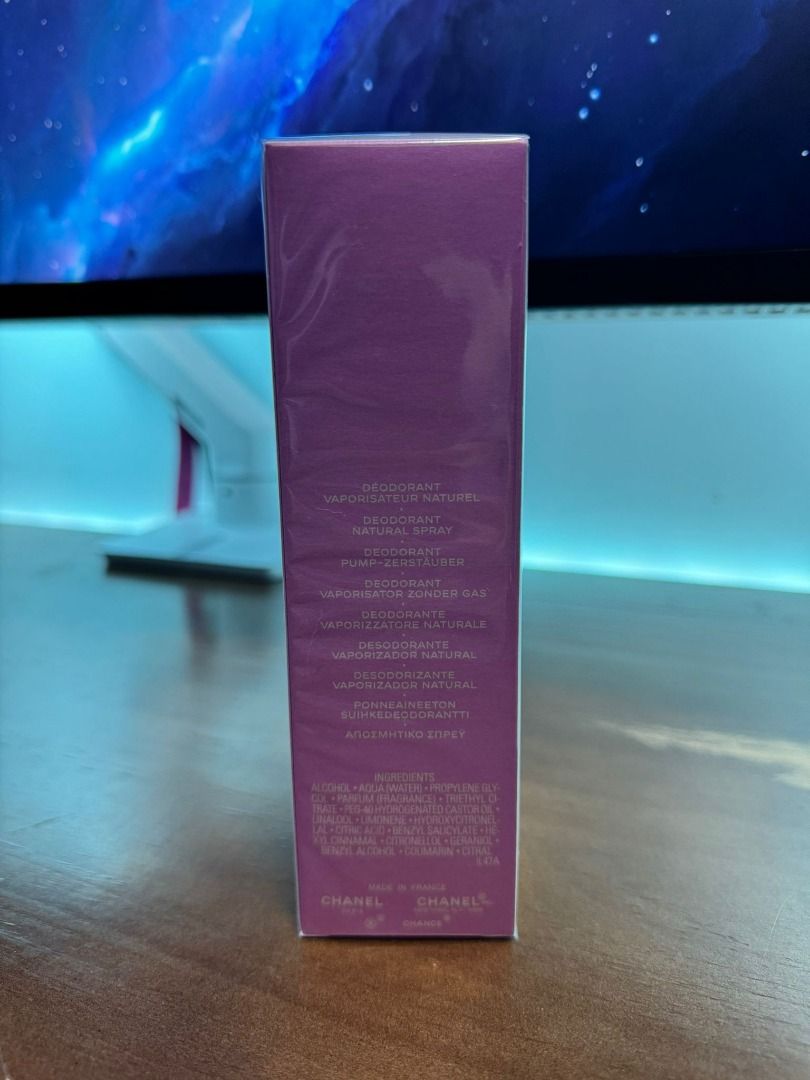 DÉODORANT
VAPORISATEUR NATUREL
DEODORANT
NATURAL SPRAY
DEODORANT
PUMP-ZERSTÄUBER
DEODORANT
VAPORISATOR ZONDER GAS
DEODORANTE
VAPORIZZATORE NATURALE
DESODORANTE
VAPORIZADOR NATURAL
DESODORIZANTE
VAPORIZADOR NATURAL
PONNEAINEETON
SUIHKEDEODORANTTI
ΑΠΟΣΜΗΤΙΚΟ ΣΠΡΕΫ
INGREDIENTS
ALCOHOL • AQUA (WATER) • PROPYLENE GLY-
COL • PARFUM (FRAGRANCE) • TRIETHYL CI-
TRATE • PEG-40 HYDROGENATED CASTOR OIL •
LINALOOL • LIMONENE • HYDROXYCITRONEL-
LAL • CITRIC ACID • BENZYL SALICYLATE • HE-
XYL CINNAMAL • CITRONELLOL • GERANIOL •
BENZYL ALCOHOL • COUMARIN • CITRAL
IL47A
MADE IN FRANCE
CHANEL CHANEL®
PARIS
CHANCE®